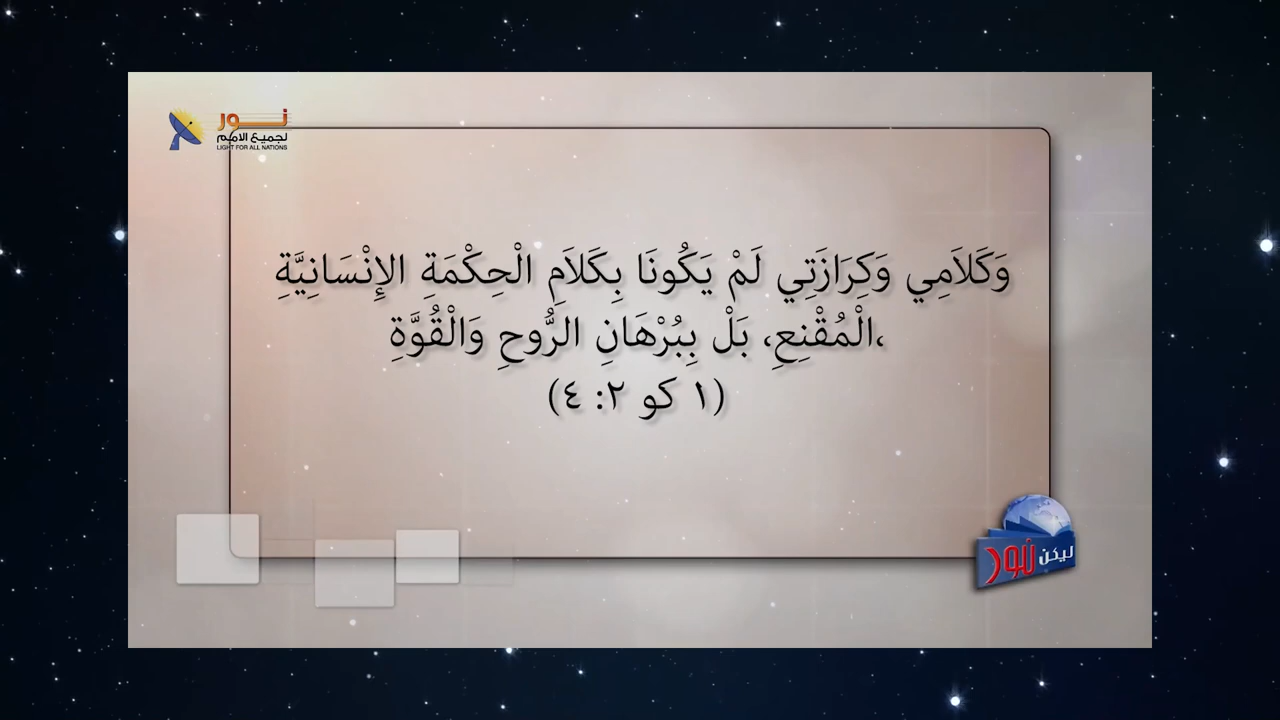 نور
لجميع الامم
LIGHT FOR ALL NATIONS
وَكَلاَمِي وَكِرَازَتِي لَمْ يَكُونَا بِكَلاَمِ الْحِكْمَةِ الإِنْسَانِيَّةِ
،الْمُقْنِعِ، بَلْ بِبُرْهَانِ الرُّوحِ وَالْقُوَّةِ
(١ كو ٢: ٤)
ليكن نور